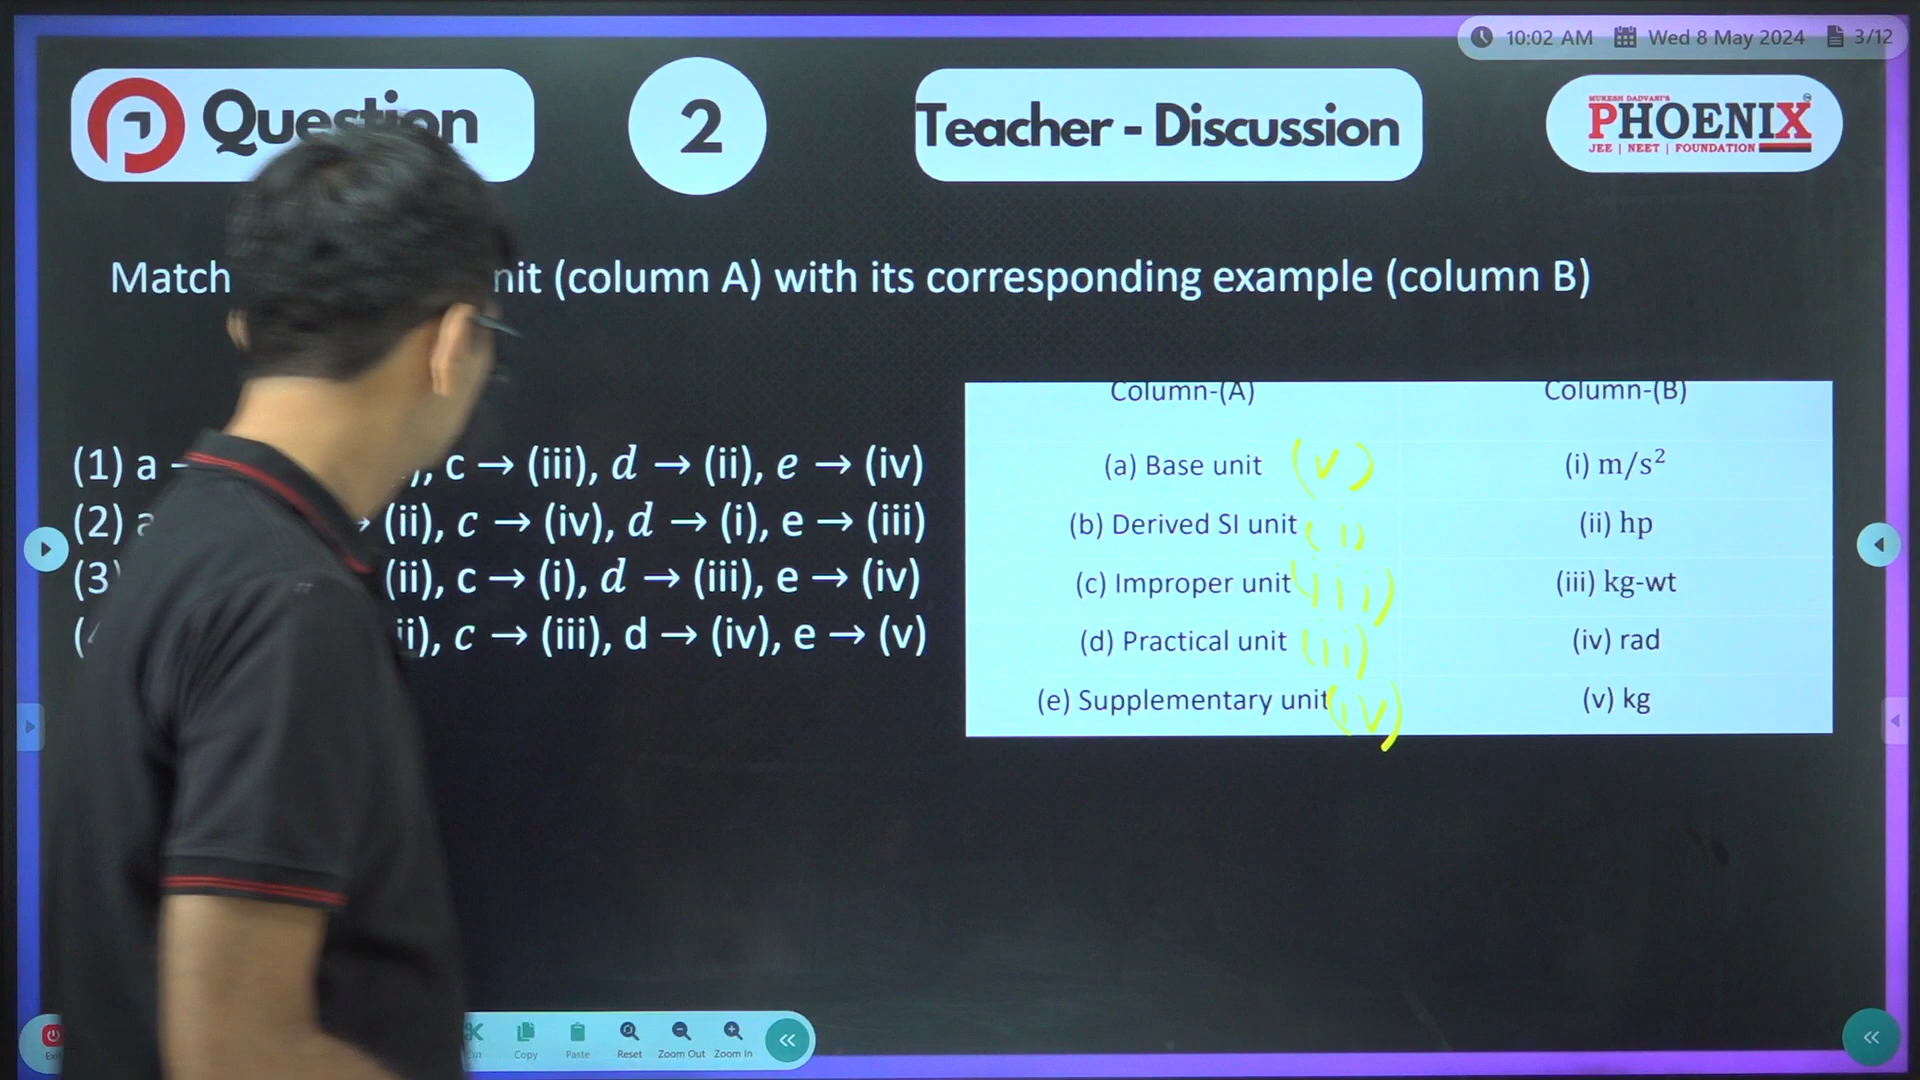 10:02 AM Wed 8 May 2024 3/12
Question 2 Teacher - Discussion
MUKESH DADVANI'S
PHOENIX
JEE | NEET | FOUNDATION
Match nit (column A) with its corresponding example (column B)
(1) a c → (iii), d → (ii), e → (iv)
(2) (ii), c → (iv), d → (i), e → (iii)
(3) (ii), c → (i), d → (iii), e → (iv)
c → (iii), d → (iv), e → (v)
Column-(A) Column-(B)
(a) Base unit (v) (i) m/s²
(b) Derived SI unit (i) (ii) hp
(c) Improper unit (iii) (iii) kg-wt
(d) Practical unit (ii) (iv) rad
(e) Supplementary unit (iv) (v) kg
Copy Paste Reset Zoom Out Zoom In